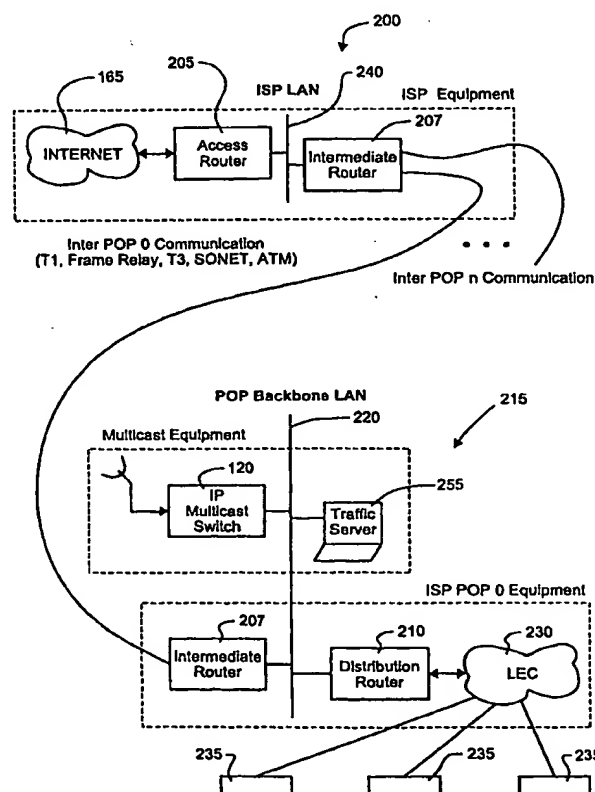 200
205
165
ISP LAN
240
ISP Equipment
207
INTERNET
Access
Router
Intermediate
Router
Inter POP 0 Communication
(T1, Frame Relay, T3, SONET, ATM)
Inter POP n Communication
POP Backbone LAN
220
215
Multicast Equipment
120
255
IP
Multicast
Switch
Traffic
Server
ISP POP 0 Equipment
207
210
230
Intermediate
Router
Distribution
Router
LEC
235
235
235